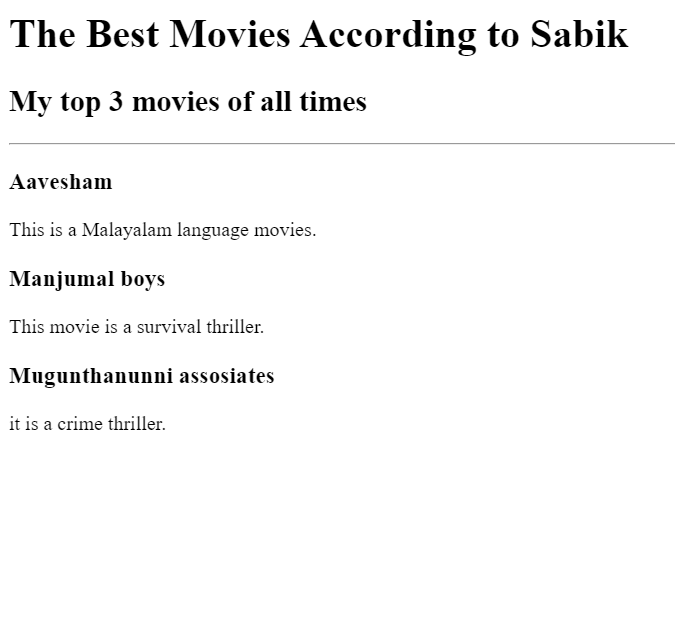 The Best Movies According to Sabik
My top 3 movies of all times
Aavesham
This is a Malayalam language movies.
Manjumal boys
This movie is a survival thriller.
Mugunthanunni assosiates
it is a crime thriller.